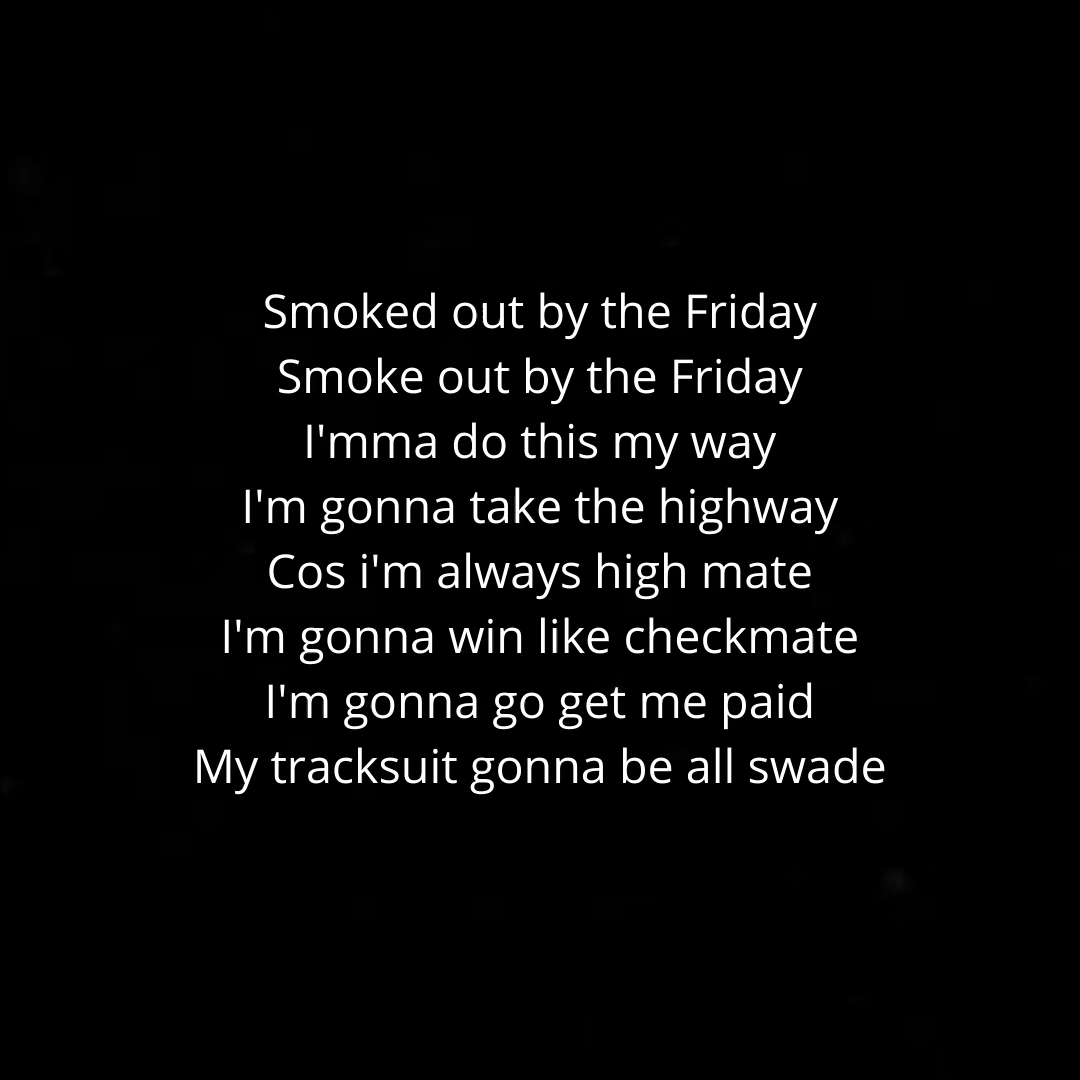 Smoked out by the Friday
Smoke out by the Friday
I'mma do this my way
I'm gonna take the highway
Cos i'm always high mate
I'm gonna win like checkmate
I'm gonna go get me paid
My tracksuit gonna be all swade